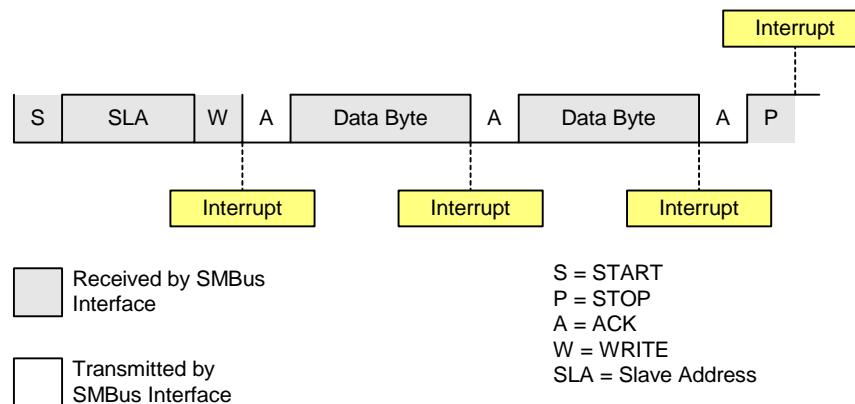 Interrupt
S
SLA
W
A
Data Byte
A
Data Byte
A
P
Interrupt
Interrupt
Interrupt
Received by SMBus
Interface
Transmitted by
SMBus Interface
S = START
P = STOP
A = ACK
W = WRITE
SLA = Slave Address